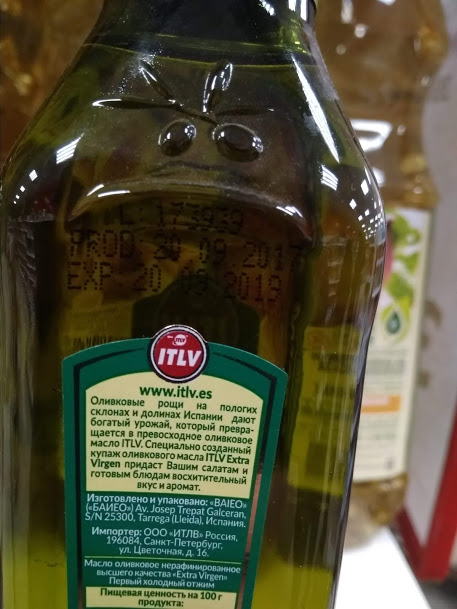 L: 173939
PROD: 20 09 2017
EXP: 20 09 2019
ITLV
www.itlv.es
Оливковые рощи на пологих
склонах и долинах Испании дают
богатый урожай, который превра-
щается в превосходное оливковое
масло ITLV. Специально созданный
купаж оливкового масла ITLV Extra
Virgen придаст Вашим салатам и
готовым блюдам восхитительный
вкус и аромат.
Изготовлено и упаковано: «BAIEO»
(«БАИЕО») Av. Josep Trepat Galceran,
S/N 25300, Tarrega (Lleida), Испания.
Импортер: ООО «ИТЛВ» Россия,
196084, Санкт-Петербург,
ул. Цветочная, д. 16.
Масло оливковое нерафинированное
высшего качества «Extra Virgen»
Первый холодный отжим
Пищевая ценность на 100 г
продукта: